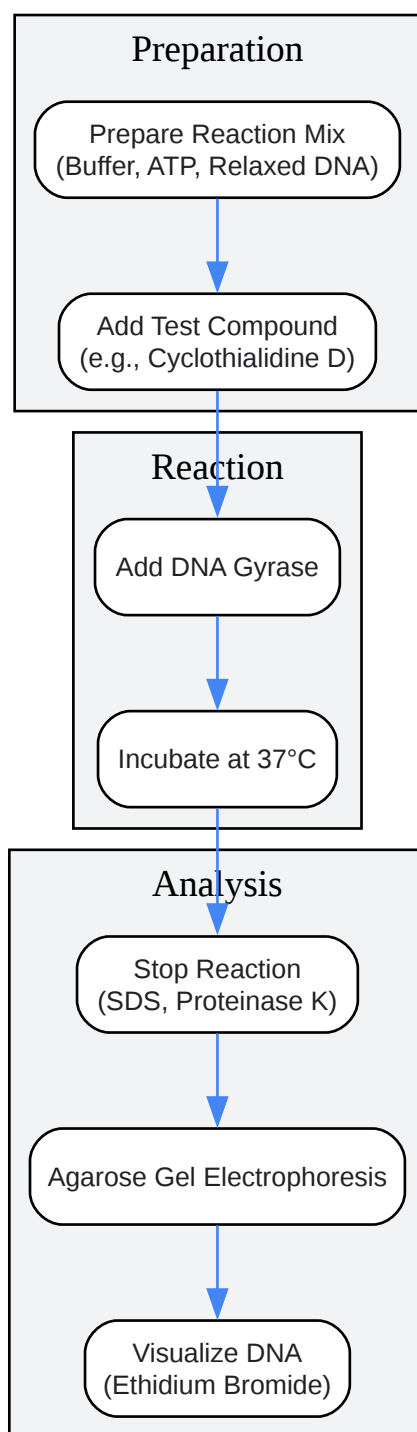 Preparation
Prepare Reaction Mix
(Buffer, ATP, Relaxed DNA)
Add Test Compound
(e.g., Cyclothialidine D)
Reaction
Add DNA Gyrase
Incubate at 37°C
Analysis
Stop Reaction
(SDS, Proteinase K)
Agarose Gel Electrophoresis
Visualize DNA
(Ethidium Bromide)